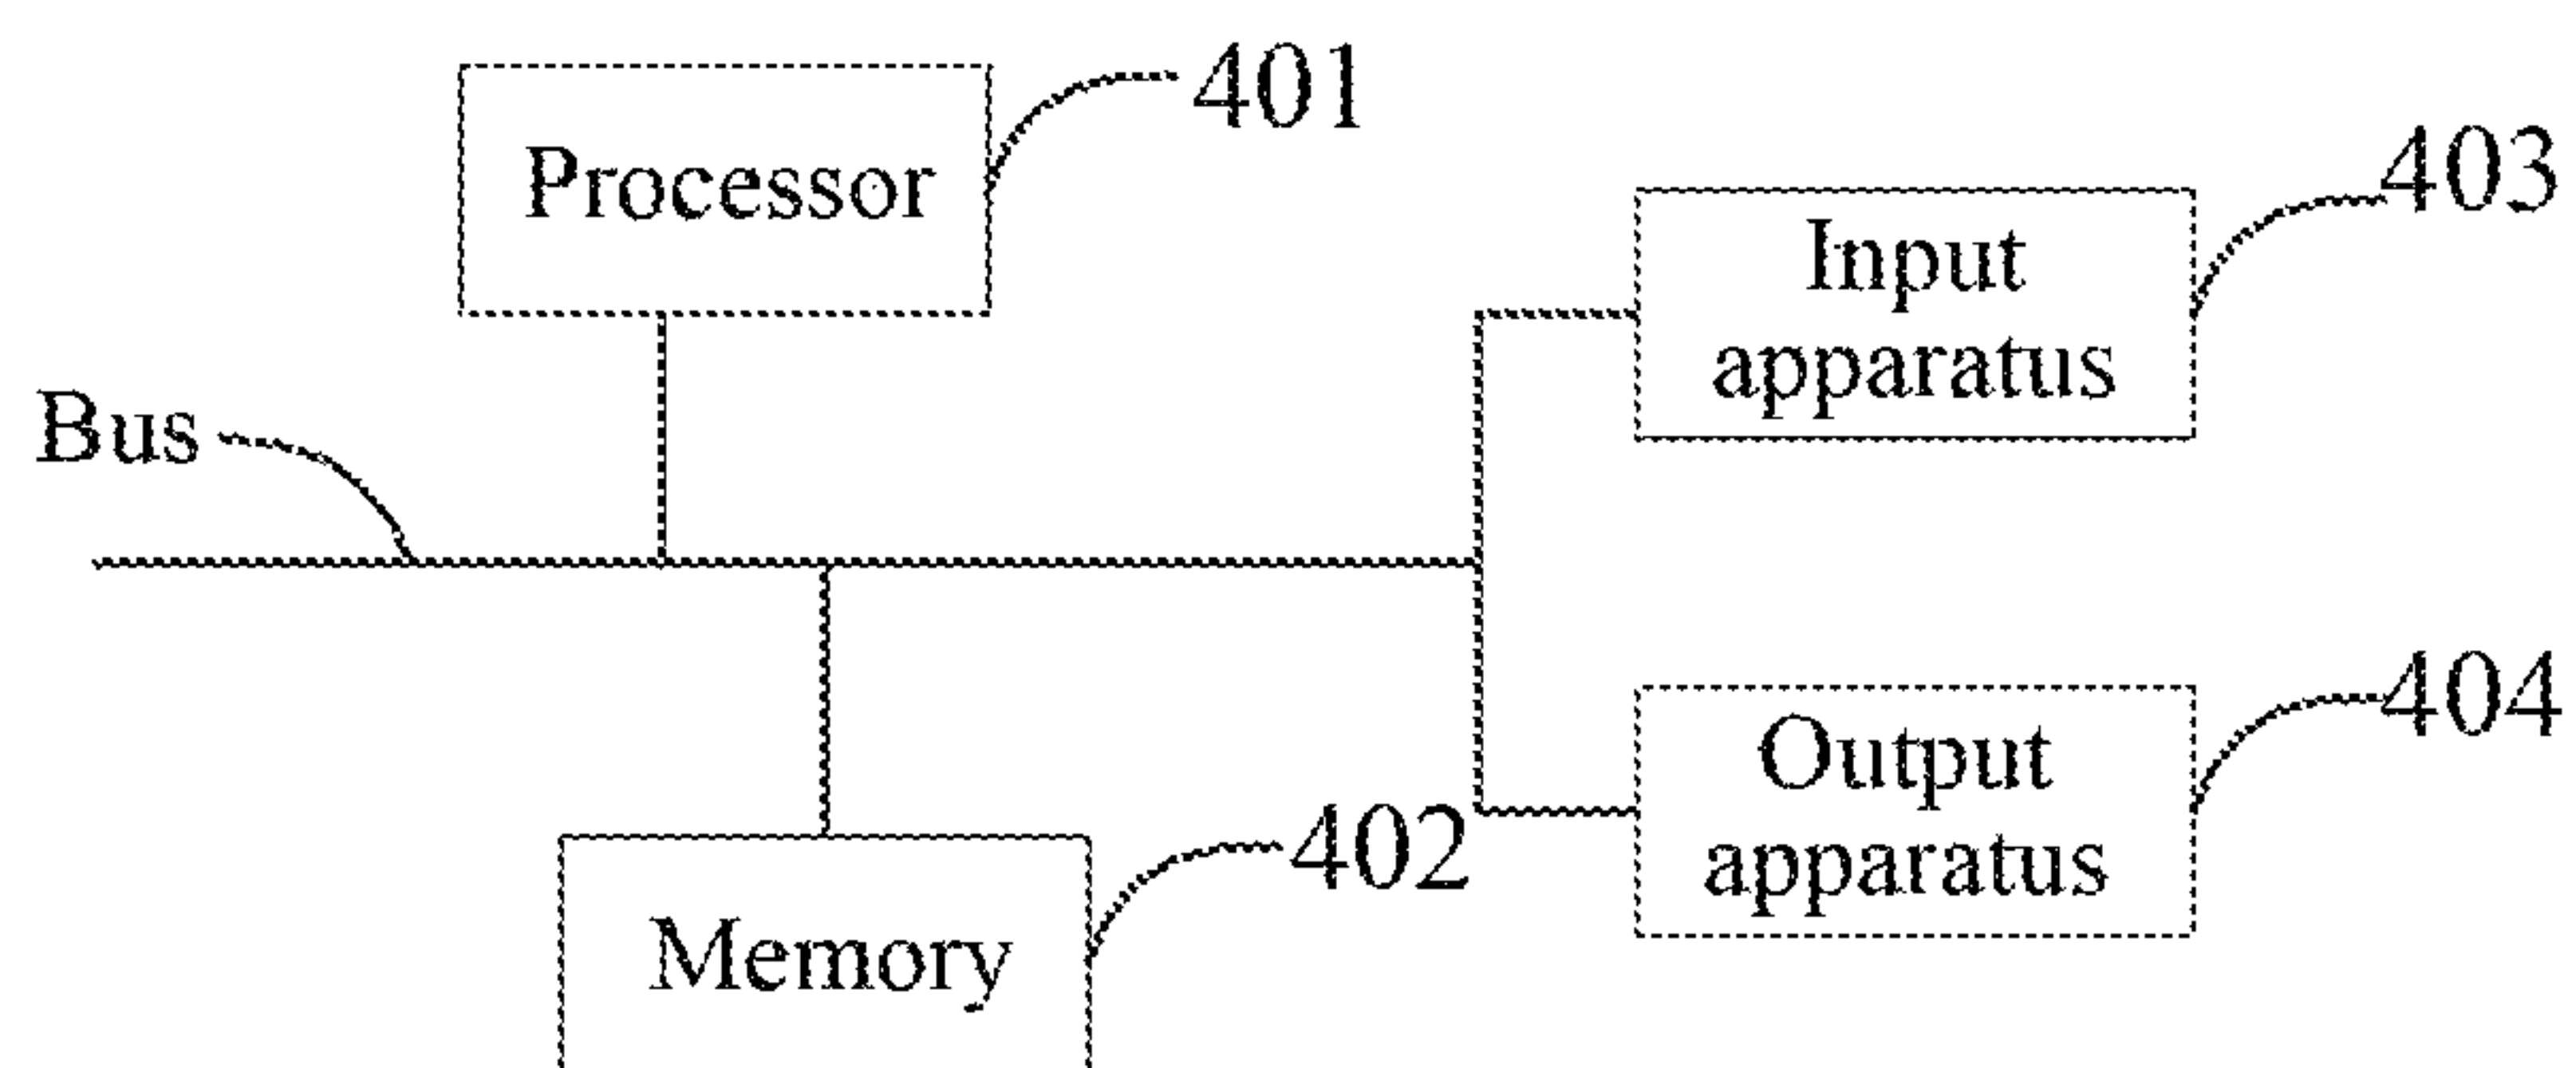 401
Processor
403
Input
apparatus
Bus
404
Output
apparatus
402
Memory